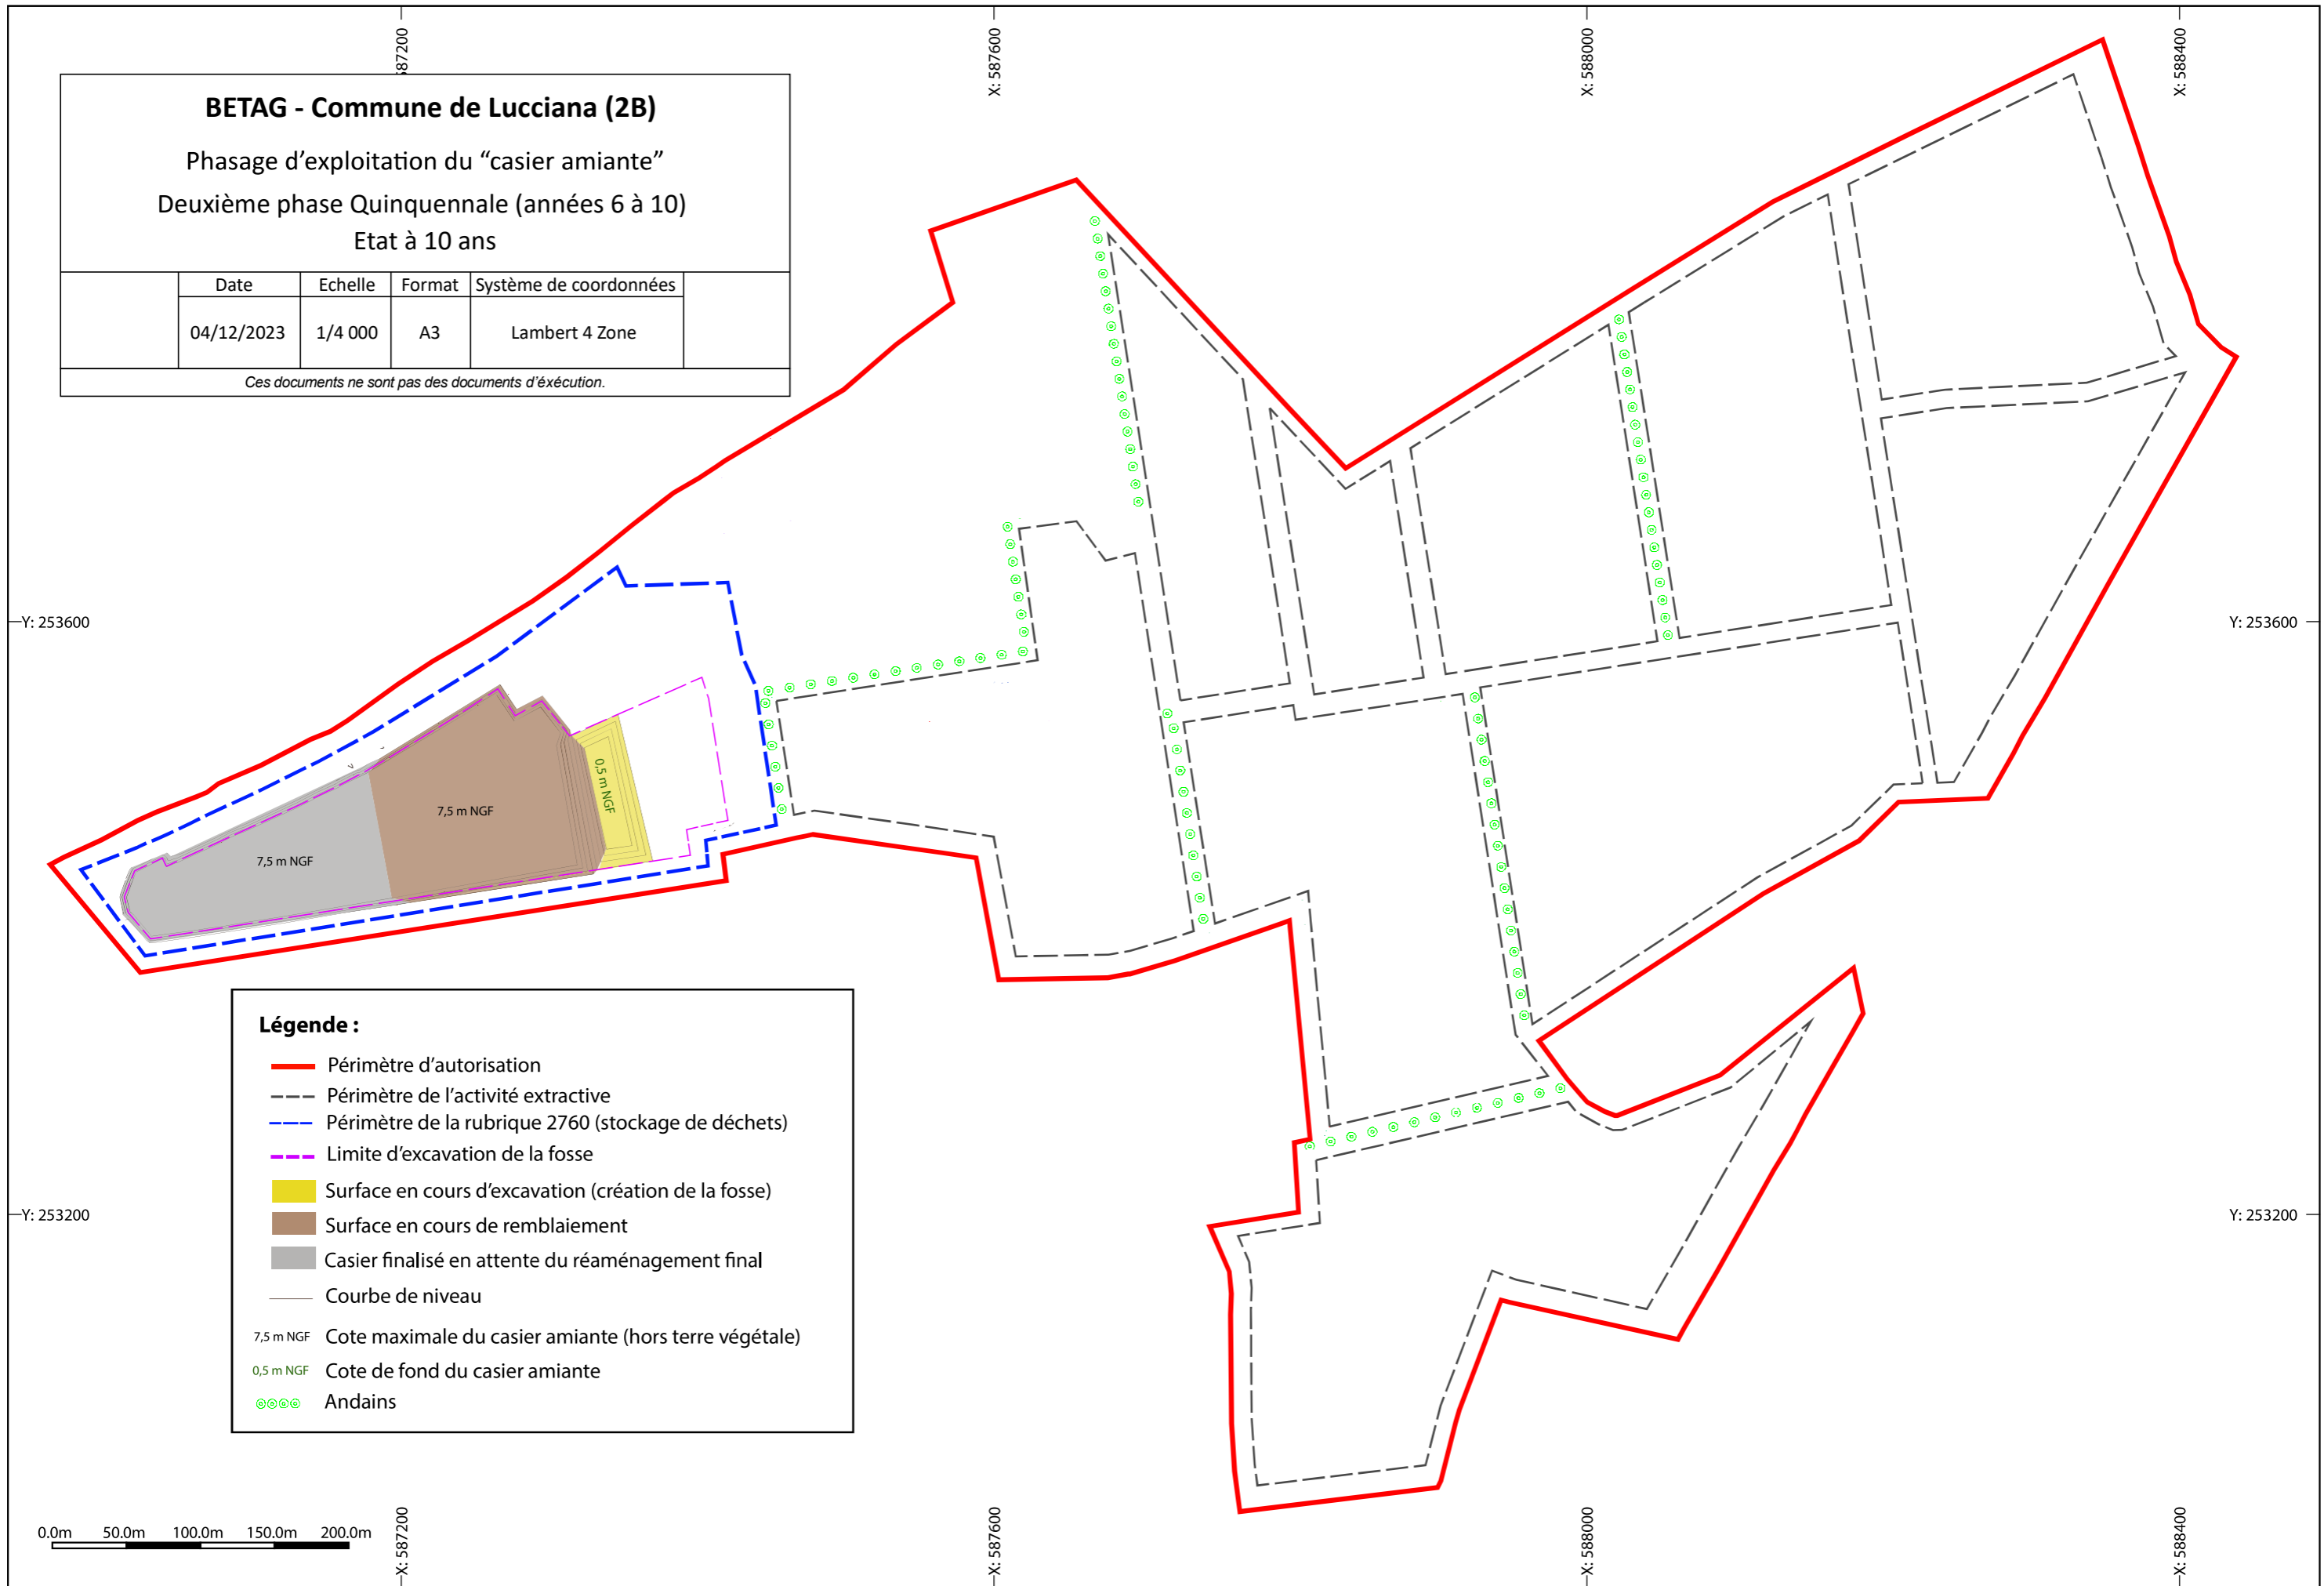 X: 587200
X: 587600
X: 588000
X: 588400
BETAG - Commune de Lucciana (2B)
Phasage d’exploitation du “casier amiante”
Deuxième phase Quinquennale (années 6 à 10)
Etat à 10 ans
Date Echelle Format Système de coordonnées
04/12/2023 1/4 000 A3 Lambert 4 Zone
Ces documents ne sont pas des documents d’éxécution.
Y: 253600
Y: 253600
0,5 m NGF
7,5 m NGF
7,5 m NGF
Légende :
Périmètre d’autorisation
Périmètre de l’activité extractive
Périmètre de la rubrique 2760 (stockage de déchets)
Limite d’excavation de la fosse
Surface en cours d’excavation (création de la fosse)
Surface en cours de remblaiement
Casier finalisé en attente du réaménagement final
Courbe de niveau
7,5 m NGF Cote maximale du casier amiante (hors terre végétale)
0,5 m NGF Cote de fond du casier amiante
Andains
Y: 253200
Y: 253200
0.0m 50.0m 100.0m 150.0m 200.0m
X: 587200
X: 587600
X: 588000
X: 588400